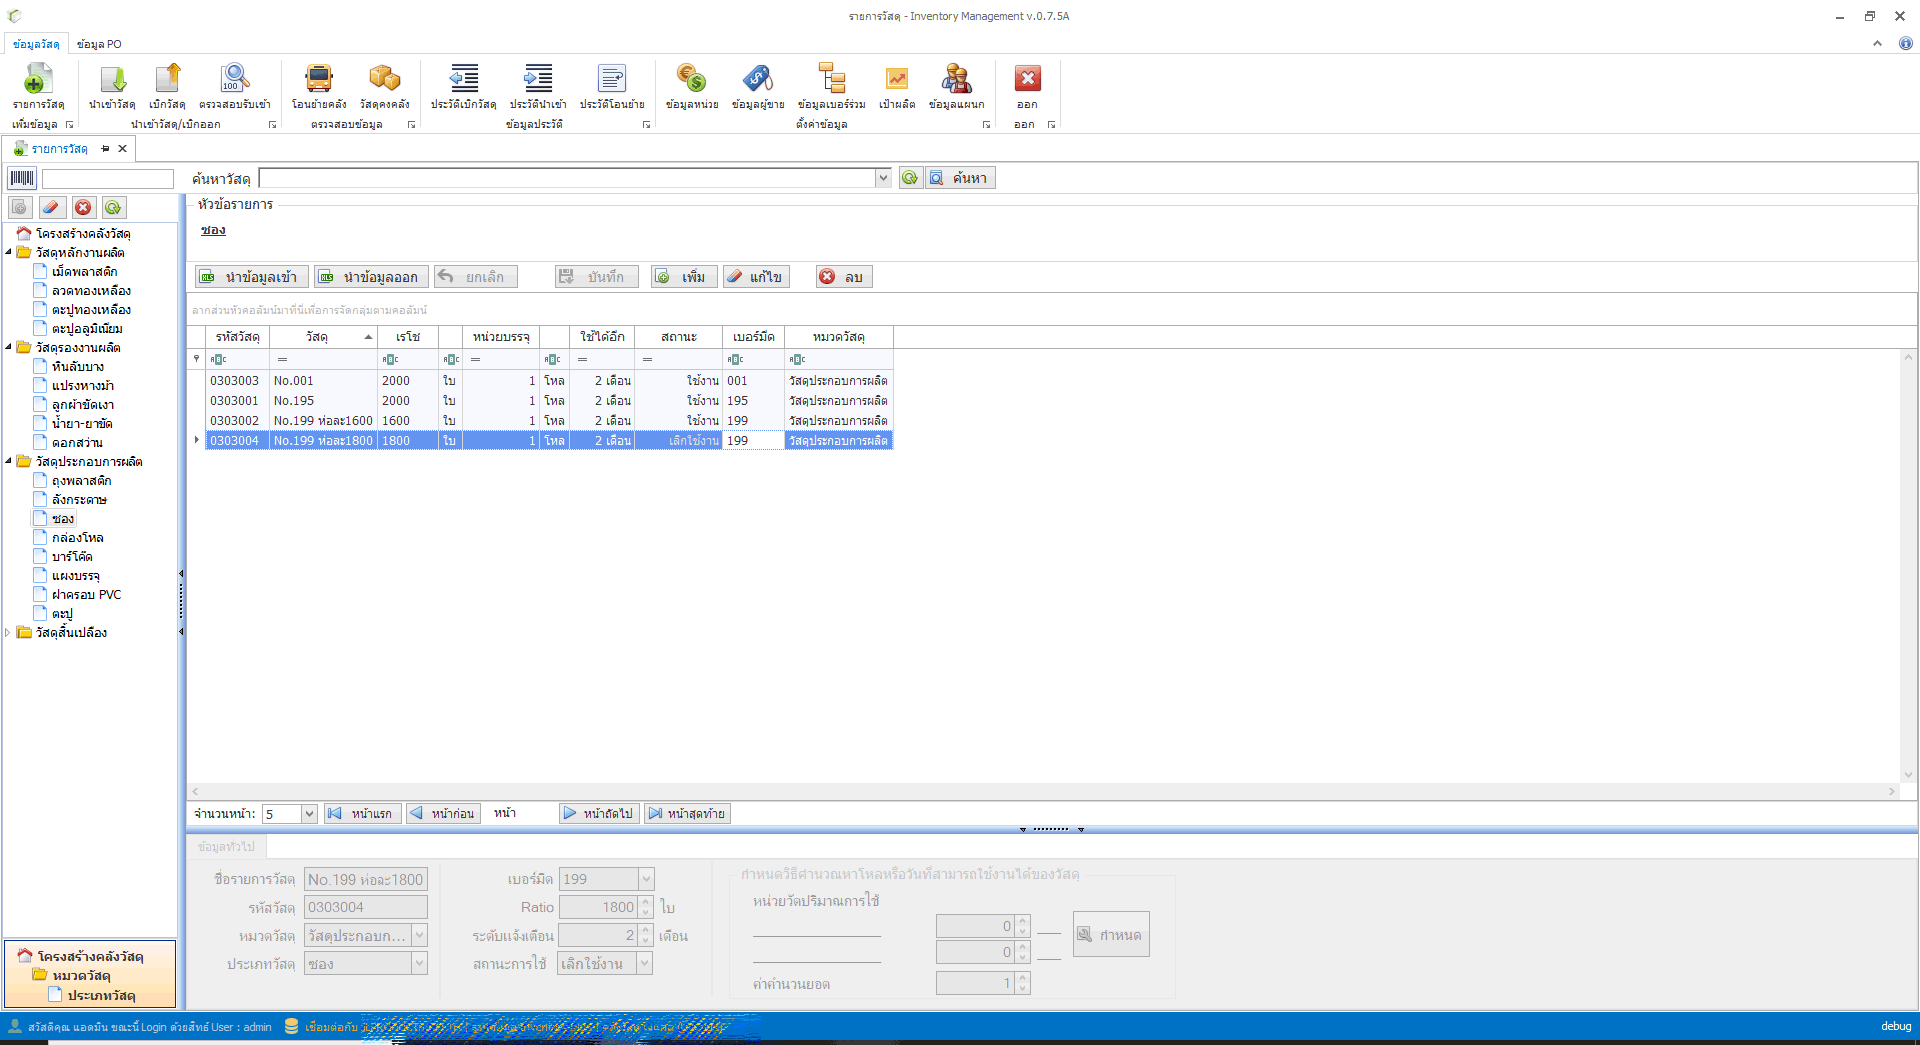 รายการวัสดุ - Inventory Management v.0.7.5A
ข้อมูลวัสดุ ข้อมูล PO
รายการวัสดุ นำเข้าวัสดุ เบิกวัสดุ ตรวจสอบรับเข้า โอนย้ายคลัง วัสดุคงคลัง ประวัติเบิกวัสดุ ประวัตินำเข้า ประวัติโอนย้าย ข้อมูลหน่วย ข้อมูลผู้ขาย ข้อมูลเบอร์ร่วม เป้าผลิต ข้อมูลแผนก ออก
เพิ่มข้อมูล นำเข้าวัสดุ/เบิกออก ตรวจสอบข้อมูล ข้อมูลประวัติ ตั้งค่าข้อมูล ออก
รายการวัสดุ
ค้นหาวัสดุ ค้นหา
หัวข้อรายการ
ซอง
โครงสร้างคลังวัสดุ
วัสดุหลักงานผลิต
เม็ดพลาสติก
ลวดทองเหลือง
ตะปูทองเหลือง
ตะปูอลูมิเนียม
วัสดุรองงานผลิต
หินลับบาง
แปรงหางม้า
ลูกผ้าขัดเงา
น้ำยา-ยาขัด
ดอกสว่าน
วัสดุประกอบการผลิต
ถุงพลาสติก
ลังกระดาษ
ซอง
กล่องโหล
บาร์โค๊ด
แผงบรรจุ
ฝาครอบ PVC
ตะปู
วัสดุสิ้นเปลือง
โครงสร้างคลังวัสดุ
หมวดวัสดุ
ประเภทวัสดุ
นำข้อมูลเข้า นำข้อมูลออก ยกเลิก บันทึก เพิ่ม แก้ไข ลบ
ลากส่วนหัวคอลัมน์มาที่นี่เพื่อการจัดกลุ่มตามคอลัมน์
รหัสวัสดุ วัสดุ เรโช หน่วยบรรจุ ใช้ได้อีก สถานะ เบอร์มีด หมวดวัสดุ
0303003 No.001 2000 ใบ 1 โหล 2 เดือน ใช้งาน 001 วัสดุประกอบการผลิต
0303001 No.195 2000 ใบ 1 โหล 2 เดือน ใช้งาน 195 วัสดุประกอบการผลิต
0303002 No.199 ห่อละ1600 1600 ใบ 1 โหล 2 เดือน ใช้งาน 199 วัสดุประกอบการผลิต
0303004 No.199 ห่อละ1800 1800 ใบ 1 โหล 2 เดือน เลิกใช้งาน 199 วัสดุประกอบการผลิต
จำนวนหน้า: 5 หน้าแรก หน้าก่อน หน้า หน้าถัดไป หน้าสุดท้าย
ข้อมูลทั่วไป
ชื่อรายการวัสดุ No.199 ห่อละ1800
รหัสวัสดุ 0303004
หมวดวัสดุ วัสดุประกอบก...
ประเภทวัสดุ ซอง
เบอร์มีด 199
Ratio 1800 ใบ
ระดับแจ้งเตือน 2 เดือน
สถานะการใช้ เลิกใช้งาน
กำหนดวิธีคำนวณหาโหลหรือวันที่สามารถใช้งานได้ของวัสดุ
หน่วยวัดปริมาณการใช้
0
0
กำหนด
ค่าคำนวนยอด 1
สวัสดีคุณ แอดมิน ขณะนี้ Login ด้วยสิทธ์ User : admin เชื่อมต่อกับ
debug